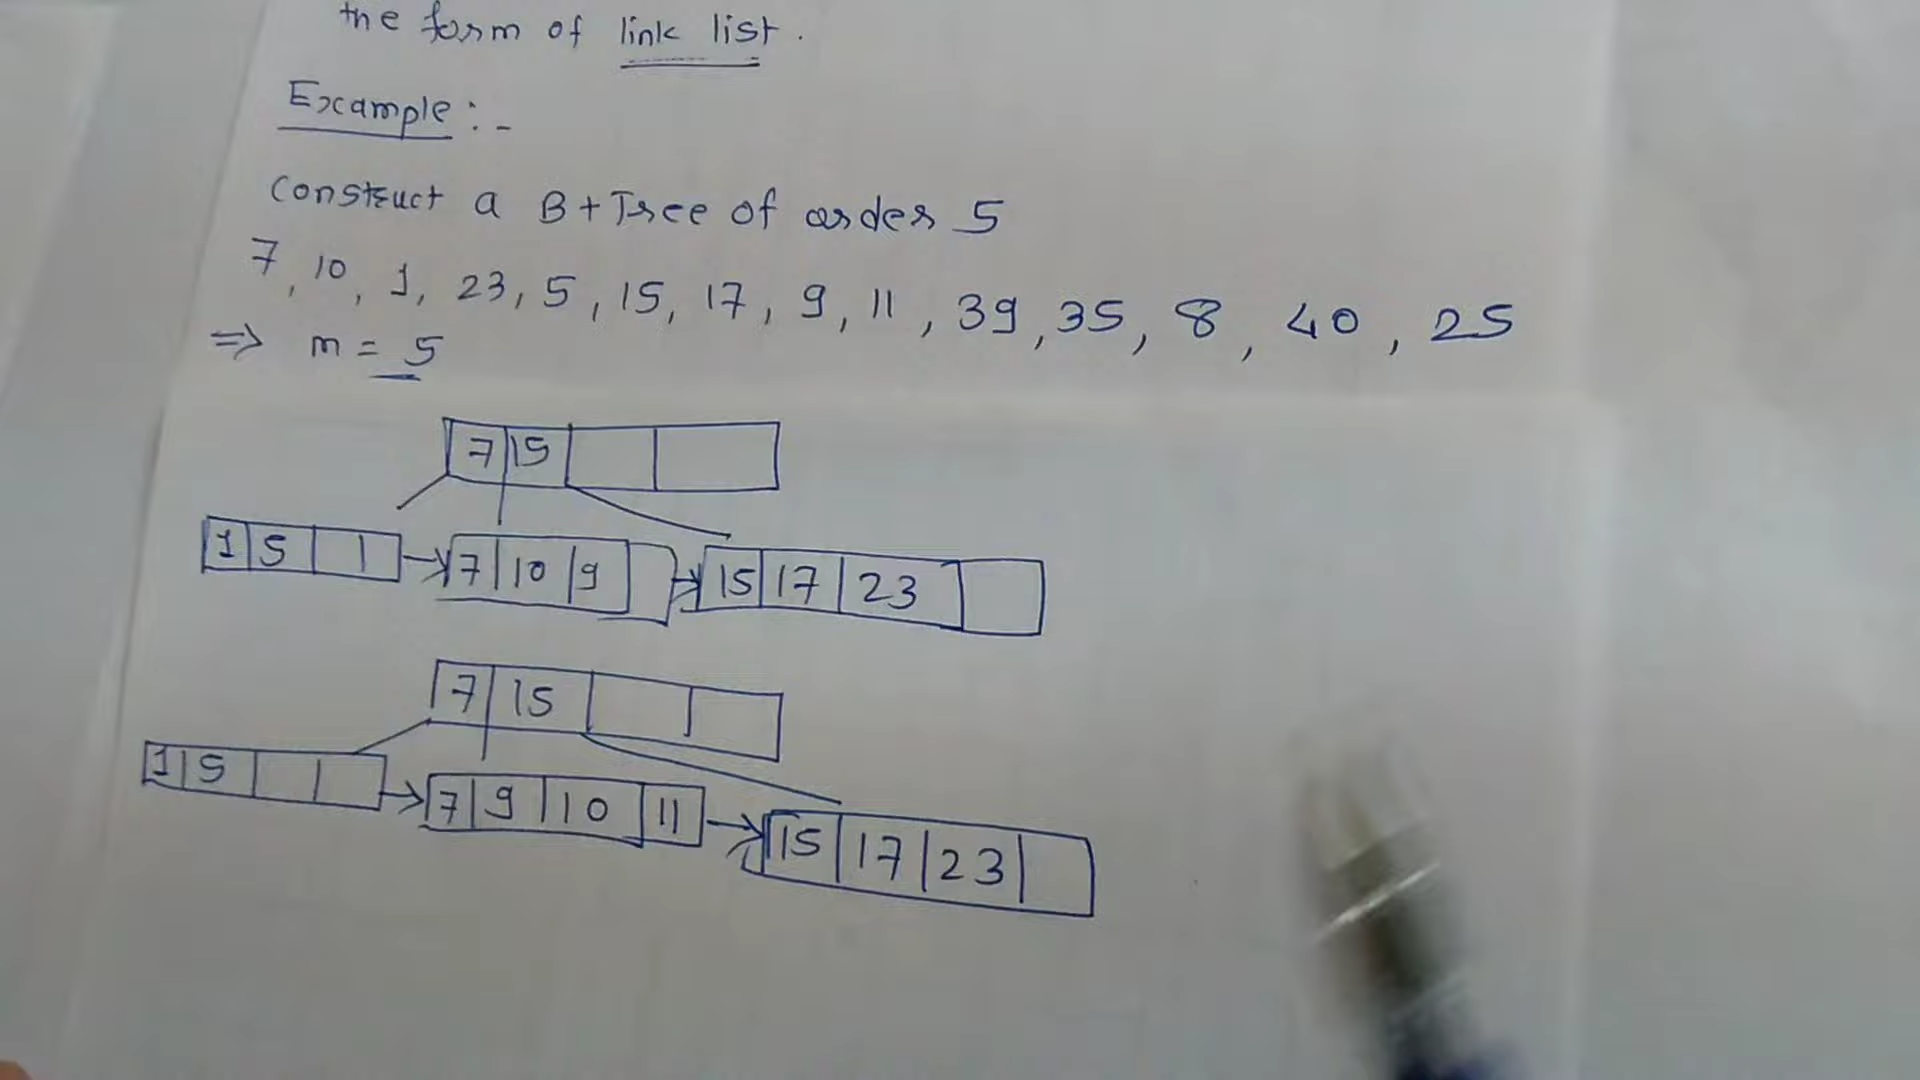 the form of link list.
Example:-
Construct a B+Tree of order 5
7, 10, 1, 23, 5, 15, 17, 9, 11, 39, 35, 8, 40, 25
⇒ m = 5
7 15
1 5 → 7 10 9 → 15 17 23
7 15
1 5 → 7 9 10 11 → 15 17 23